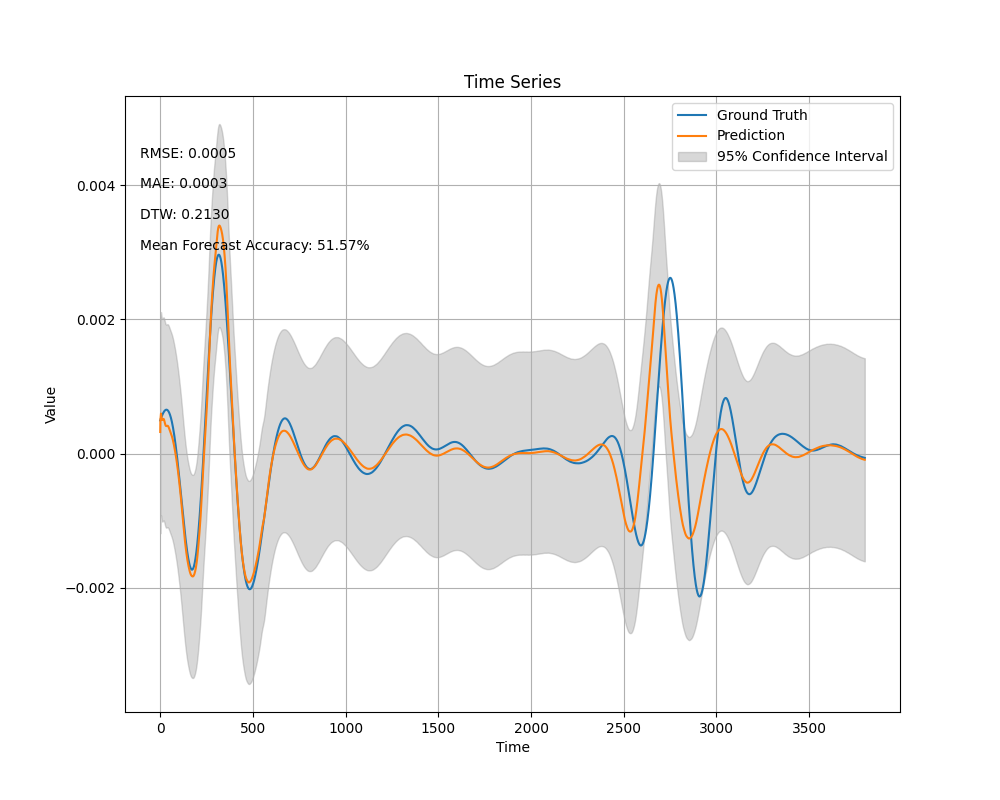 Time Series
Ground Truth
Prediction
95% Confidence Interval
RMSE: 0.0005
MAE: 0.0003
DTW: 0.2130
Mean Forecast Accuracy: 51.57%
0.004
0.002
0.000
−0.002
Value
0 500 1000 1500 2000 2500 3000 3500
Time